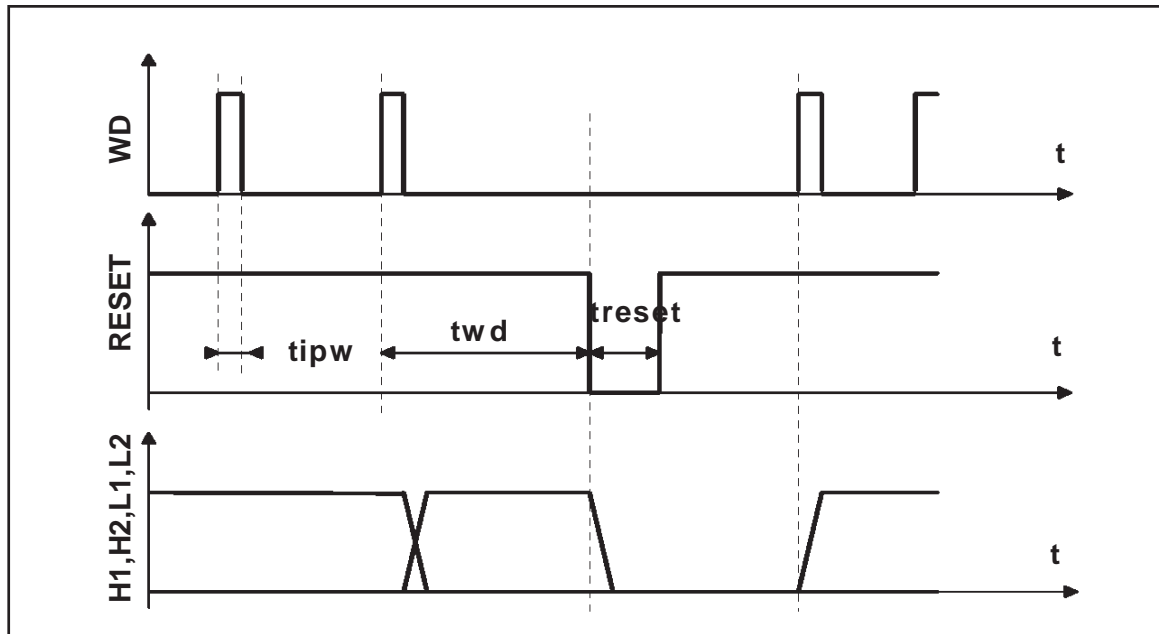 WD
t
RESET
treset
tipw
twd
t
H1,H2,L1,L2
t